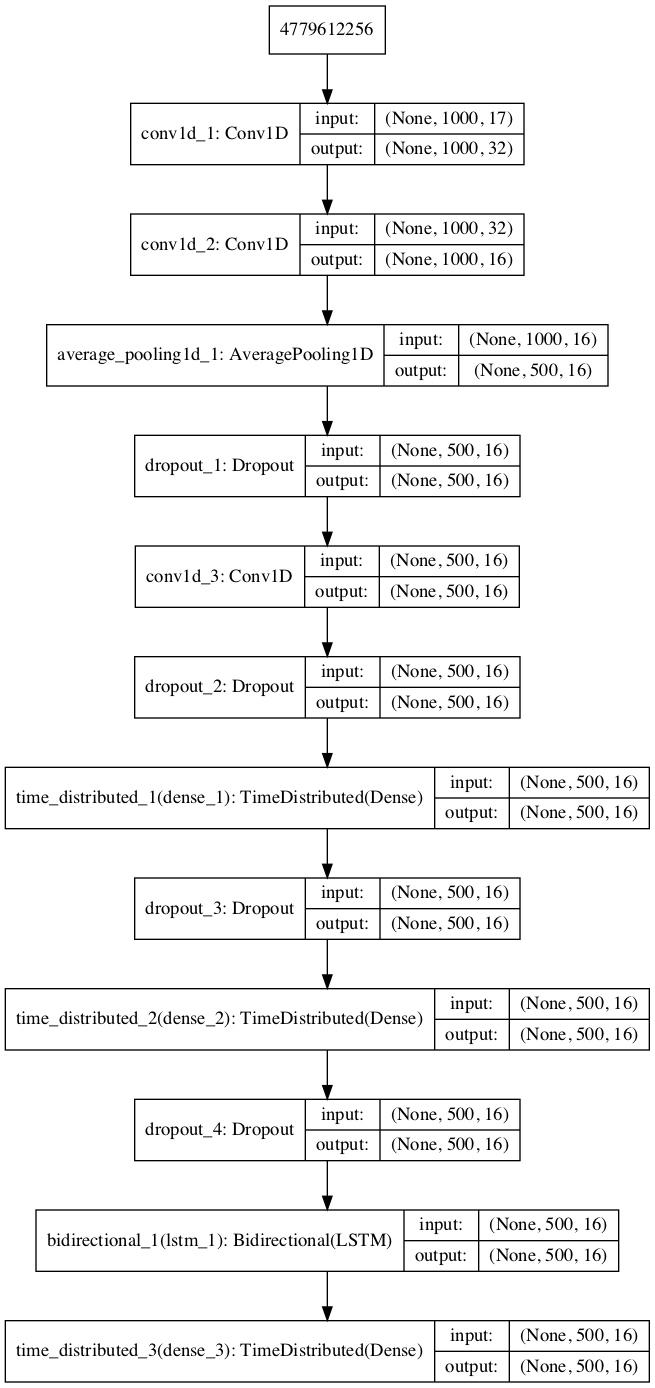 4779612256
conv1d_1: Conv1D
input:
(None, 1000, 17)
output:
(None, 1000, 32)
conv1d_2: Conv1D
input:
(None, 1000, 32)
output:
(None, 1000, 16)
average_pooling1d_1: AveragePooling1D
input:
(None, 1000, 16)
output:
(None, 500, 16)
dropout_1: Dropout
input:
(None, 500, 16)
output:
(None, 500, 16)
conv1d_3: Conv1D
input:
(None, 500, 16)
output:
(None, 500, 16)
dropout_2: Dropout
input:
(None, 500, 16)
output:
(None, 500, 16)
time_distributed_1(dense_1): TimeDistributed(Dense)
input:
(None, 500, 16)
output:
(None, 500, 16)
dropout_3: Dropout
input:
(None, 500, 16)
output:
(None, 500, 16)
time_distributed_2(dense_2): TimeDistributed(Dense)
input:
(None, 500, 16)
output:
(None, 500, 16)
dropout_4: Dropout
input:
(None, 500, 16)
output:
(None, 500, 16)
bidirectional_1(lstm_1): Bidirectional(LSTM)
input:
(None, 500, 16)
output:
(None, 500, 16)
time_distributed_3(dense_3): TimeDistributed(Dense)
input:
(None, 500, 16)
output:
(None, 500, 16)